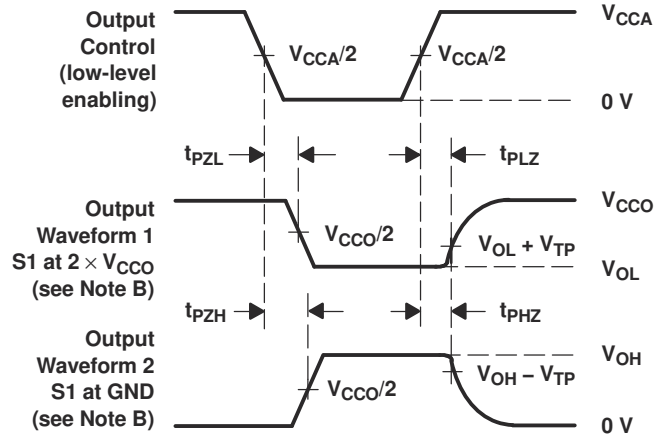 Output
Control
(low-level
enabling)
V_CCA/2
V_CCA/2
V_CCA
0 V
t_PZL
t_PLZ
Output
Waveform 1
S1 at 2 × V_CCO
(see Note B)
V_CCO/2
V_CCO
V_OL + V_TP
V_OL
t_PZH
t_PHZ
Output
Waveform 2
S1 at GND
(see Note B)
V_CCO/2
V_OH
V_OH − V_TP
0 V